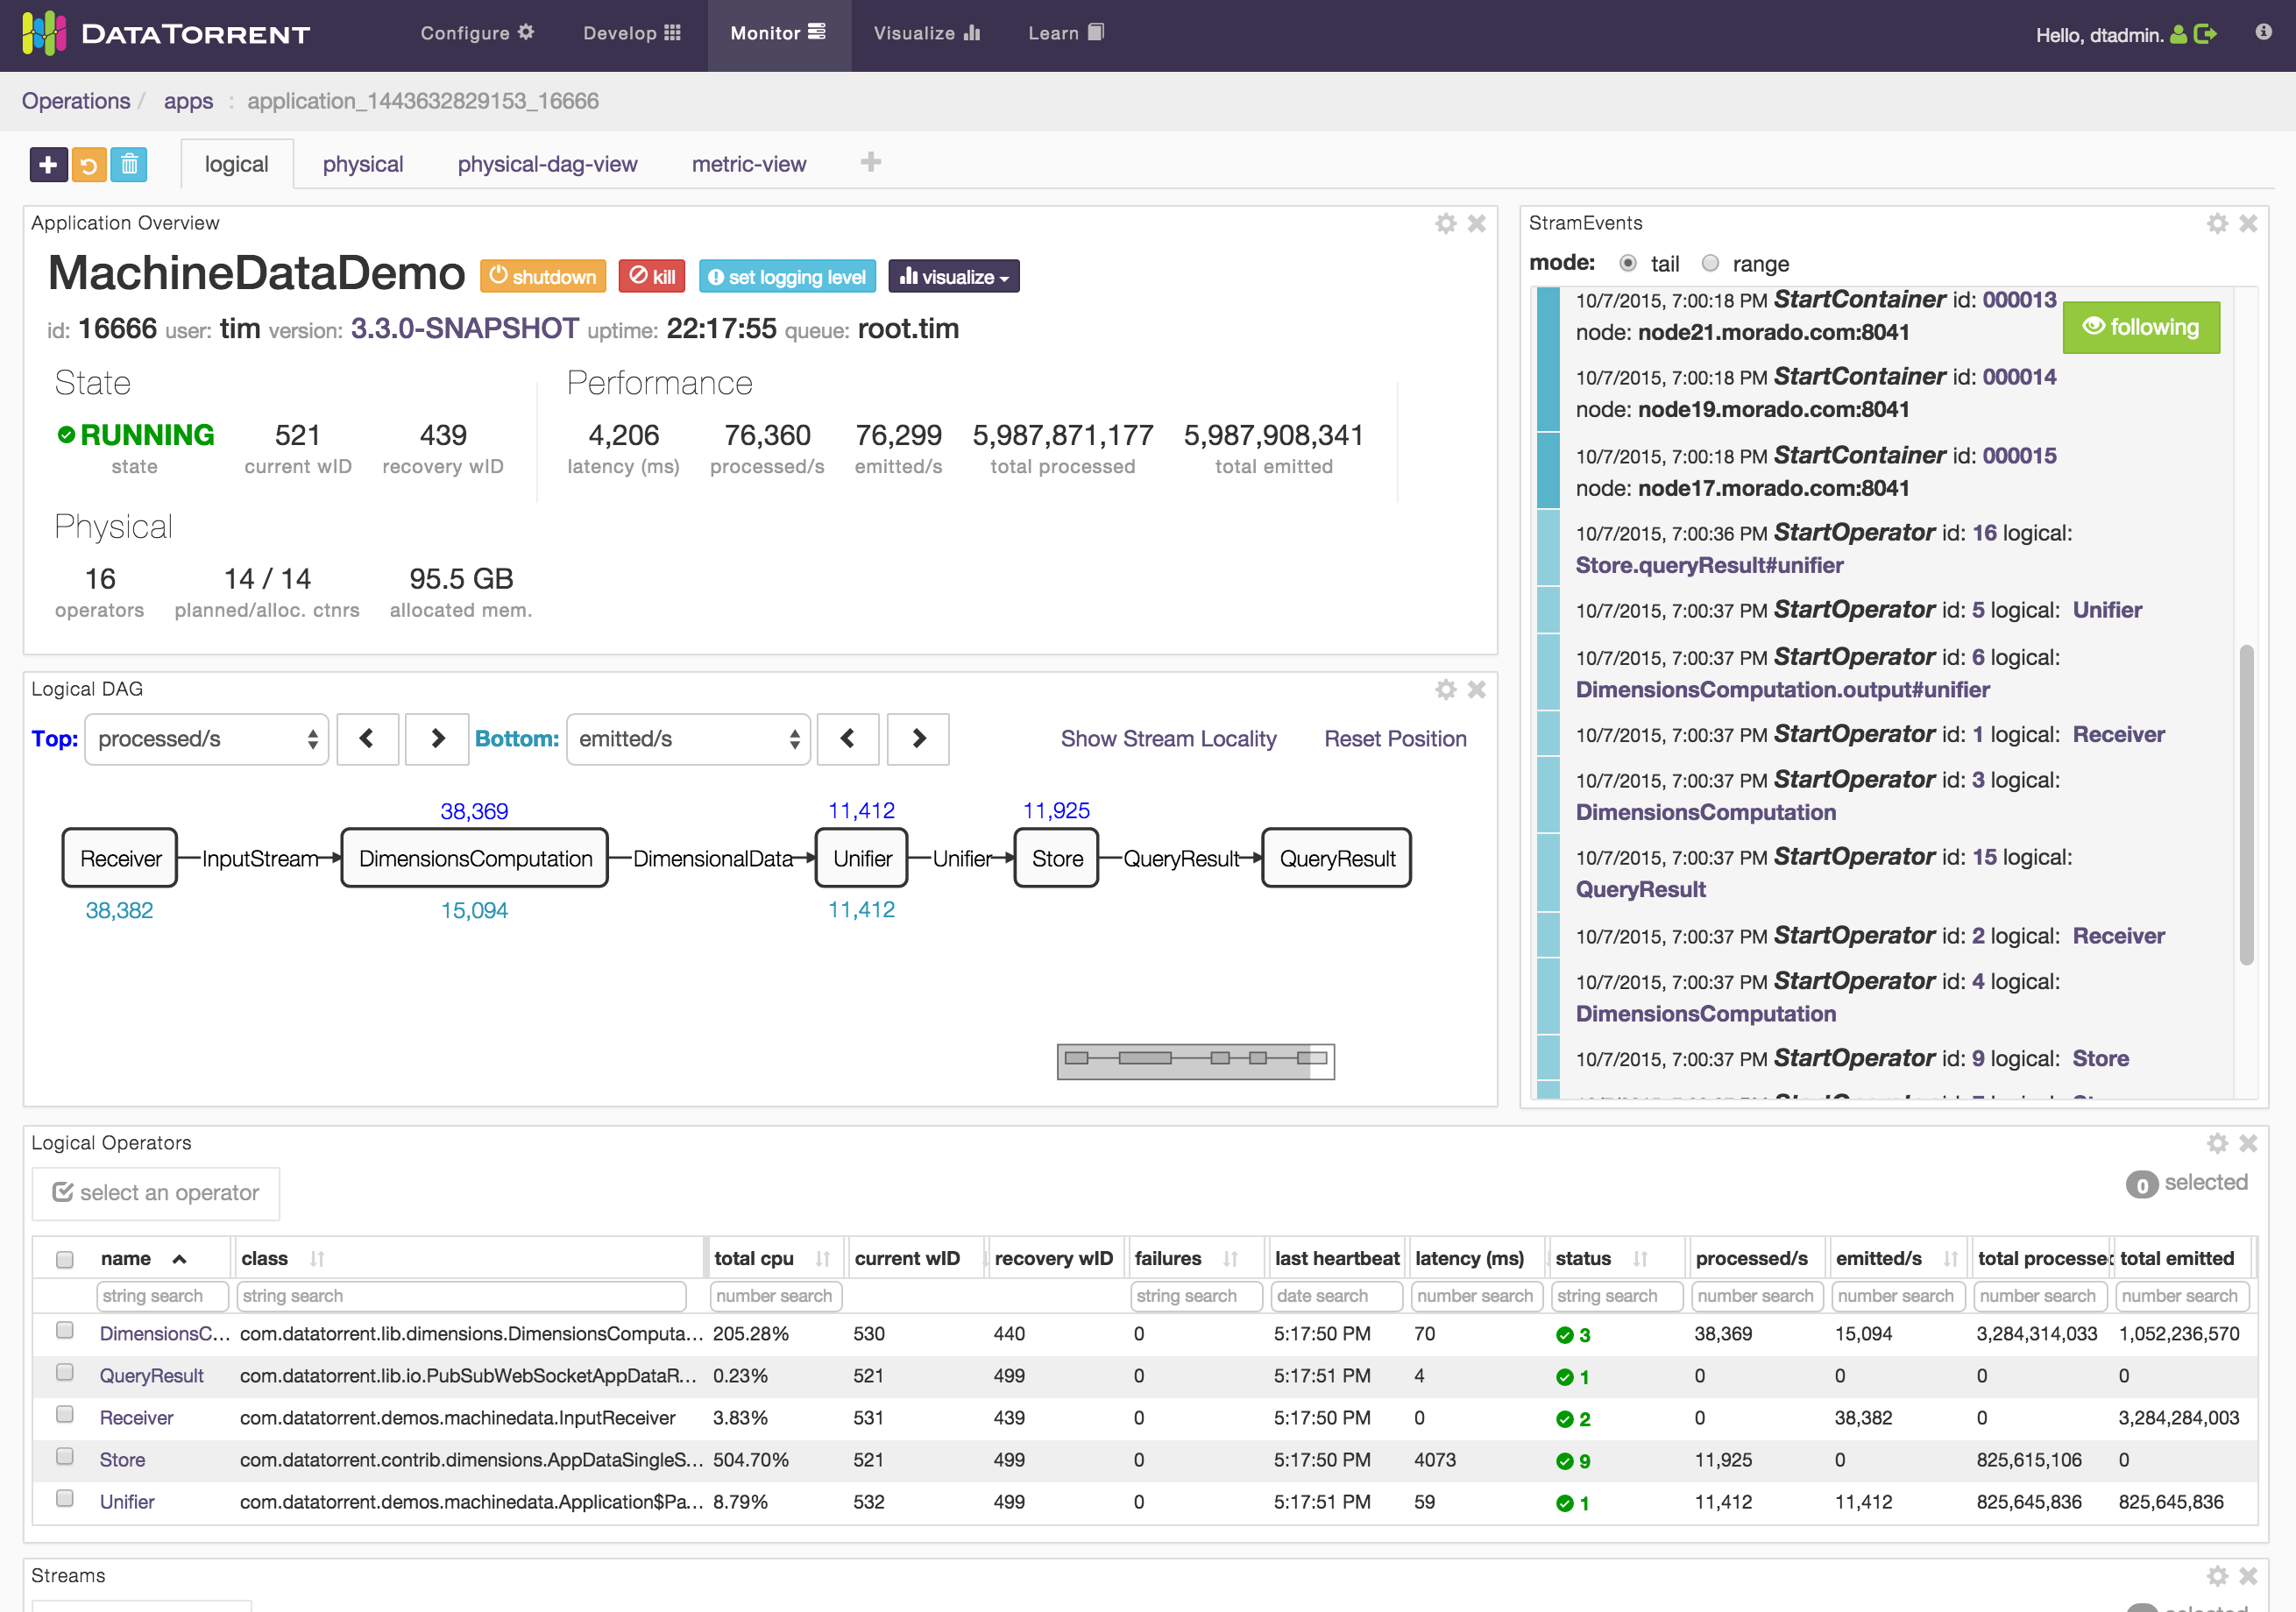 DATATORRENT
Configure
Develop
Monitor
Visualize
Learn
Hello, dtadmin.
Operations / apps : application_1443632829153_16666
logical
physical
physical-dag-view
metric-view
Application Overview
MachineDataDemo
shutdown
kill
set logging level
visualize
id: 16666 user: tim version: 3.3.0-SNAPSHOT uptime: 22:17:55 queue: root.tim
State
RUNNING 521 439
state current wID recovery wID
Performance
4,206 76,360 76,299 5,987,871,177 5,987,908,341
latency (ms) processed/s emitted/s total processed total emitted
Physical
16 14 / 14 95.5 GB
operators planned/alloc. ctnrs allocated mem.
StramEvents
mode: tail range
following
10/7/2015, 7:00:18 PM StartContainer id: 000013
node: node21.morado.com:8041
10/7/2015, 7:00:18 PM StartContainer id: 000014
node: node19.morado.com:8041
10/7/2015, 7:00:18 PM StartContainer id: 000015
node: node17.morado.com:8041
10/7/2015, 7:00:36 PM StartOperator id: 16 logical:
Store.queryResult#unifier
10/7/2015, 7:00:37 PM StartOperator id: 5 logical: Unifier
10/7/2015, 7:00:37 PM StartOperator id: 6 logical:
DimensionsComputation.output#unifier
10/7/2015, 7:00:37 PM StartOperator id: 1 logical: Receiver
10/7/2015, 7:00:37 PM StartOperator id: 3 logical:
DimensionsComputation
10/7/2015, 7:00:37 PM StartOperator id: 15 logical:
QueryResult
10/7/2015, 7:00:37 PM StartOperator id: 2 logical: Receiver
10/7/2015, 7:00:37 PM StartOperator id: 4 logical:
DimensionsComputation
10/7/2015, 7:00:37 PM StartOperator id: 9 logical: Store
Logical DAG
Top: processed/s
Bottom: emitted/s
Show Stream Locality
Reset Position
38,369 11,412 11,925
Receiver InputStream DimensionsComputation DimensionalData Unifier Unifier Store QueryResult QueryResult
38,382 15,094 11,412
Logical Operators
select an operator
0 selected
name class total cpu current wID recovery wID failures last heartbeat latency (ms) status processed/s emitted/s total processed total emitted
string search string search number search string search date search number search string search number search number search number search number search
DimensionsC... com.datatorrent.lib.dimensions.DimensionsComputa... 205.28% 530 440 0 5:17:50 PM 70 3 38,369 15,094 3,284,314,033 1,052,236,570
QueryResult com.datatorrent.lib.io.PubSubWebSocketAppDataR... 0.23% 521 499 0 5:17:51 PM 4 1 0 0 0 0
Receiver com.datatorrent.demos.machinedata.InputReceiver 3.83% 531 439 0 5:17:50 PM 0 2 0 38,382 0 3,284,284,003
Store com.datatorrent.contrib.dimensions.AppDataSingleS... 504.70% 521 499 0 5:17:50 PM 4073 9 11,925 0 825,615,106 0
Unifier com.datatorrent.demos.machinedata.Application$Pa... 8.79% 532 499 0 5:17:51 PM 59 1 11,412 11,412 825,645,836 825,645,836
Streams